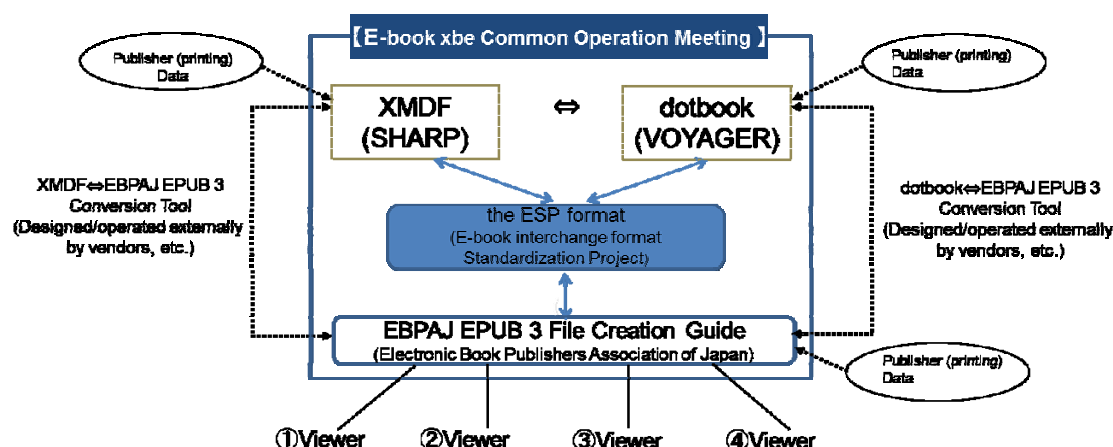 【E-book xbe Common Operation Meeting】
Publisher (printing)
Data
Publisher (printing)
Data
XMDF
(SHARP)
⇔
dotbook
(VOYAGER)
XMDF⇔EBPAJ EPUB 3
Conversion Tool
(Designed/operated externally
by vendors, etc.)
dotbook⇔EBPAJ EPUB 3
Conversion Tool
(Designed/operated externally
by vendors, etc.)
the ESP format
(E-book interchange format
Standardization Project)
EBPAJ EPUB 3 File Creation Guide
(Electronic Book Publishers Association of Japan)
Publisher (printing)
Data
①Viewer
②Viewer
③Viewer
④Viewer